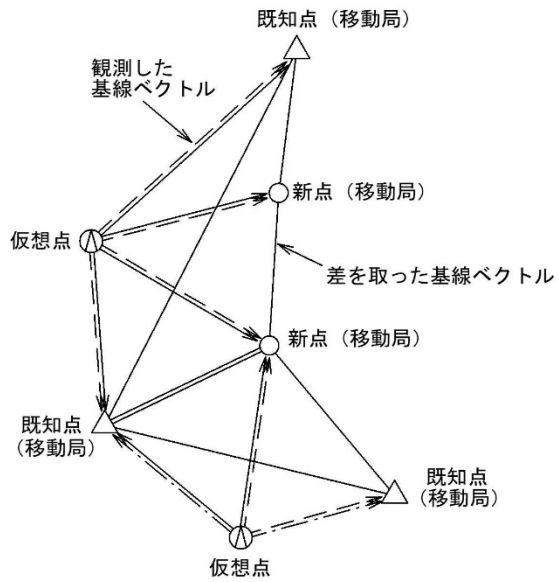 既知点（移動局）
観測した
基線ベクトル
新点（移動局）
仮想点
差を取った基線ベクトル
新点（移動局）
既知点
（移動局）
既知点
（移動局）
仮想点